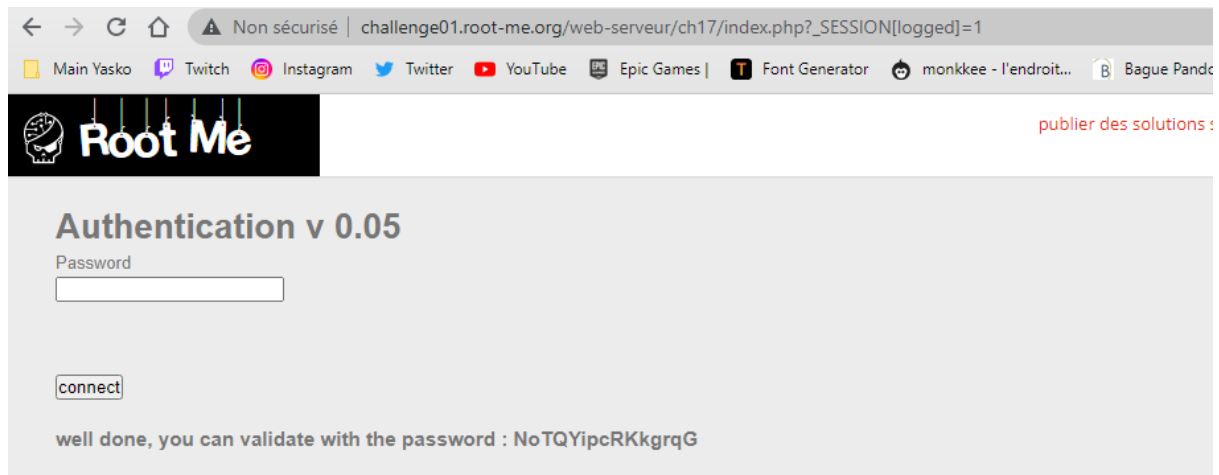 Non sécurisé | challenge01.root-me.org/web-serveur/ch17/index.php?_SESSION[logged]=1
Main Yasko Twitch Instagram Twitter YouTube Epic Games | Font Generator monkkee - l'endroit... Bague Pando
Root Me
publier des solutions s
Authentication v 0.05
Password
connect
well done, you can validate with the password : NoTQYipcRKkgrqG